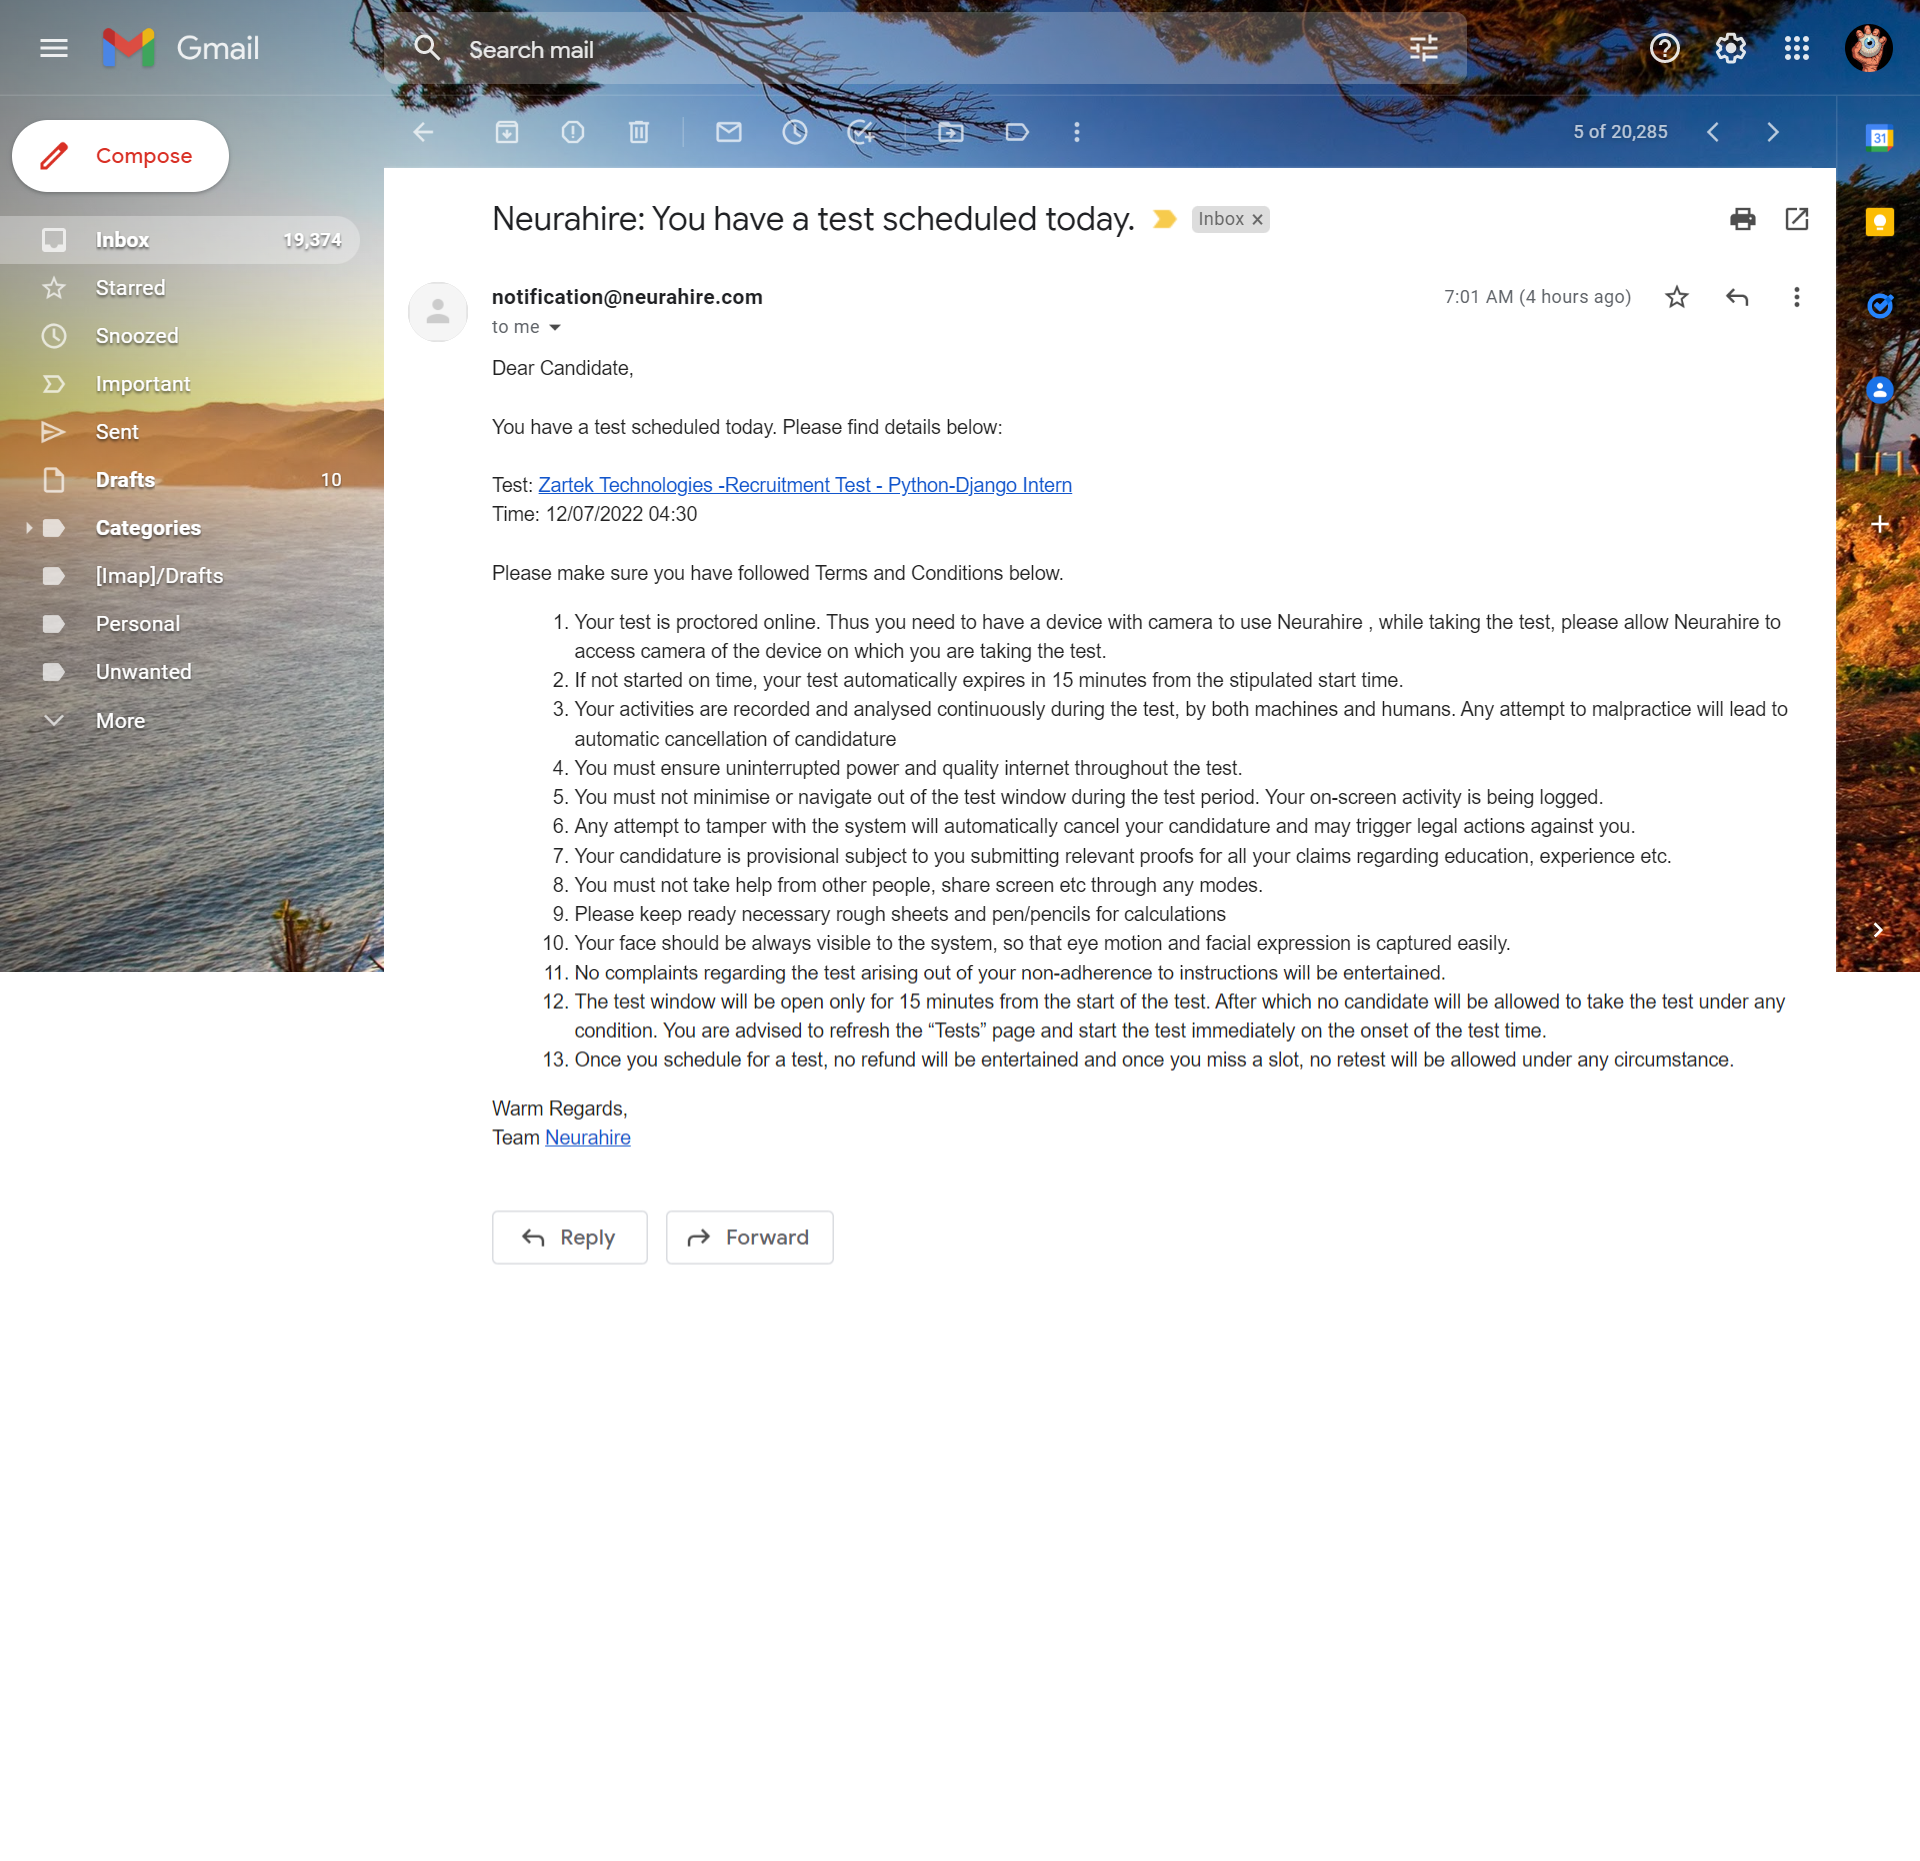 Gmail
Search mail
Compose
5 of 20,285
31
Inbox 19,374
Starred
Snoozed
Important
Sent
Drafts 10
Categories
[Imap]/Drafts
Personal
Unwanted
More
Neurahire: You have a test scheduled today. Inbox ×
notification@neurahire.com 7:01 AM (4 hours ago)
to me
Dear Candidate,
You have a test scheduled today. Please find details below:
Test: Zartek Technologies -Recruitment Test - Python-Django Intern
Time: 12/07/2022 04:30
Please make sure you have followed Terms and Conditions below.
1. Your test is proctored online. Thus you need to have a device with camera to use Neurahire , while taking the test, please allow Neurahire to
access camera of the device on which you are taking the test.
2. If not started on time, your test automatically expires in 15 minutes from the stipulated start time.
3. Your activities are recorded and analysed continuously during the test, by both machines and humans. Any attempt to malpractice will lead to
automatic cancellation of candidature
4. You must ensure uninterrupted power and quality internet throughout the test.
5. You must not minimise or navigate out of the test window during the test period. Your on-screen activity is being logged.
6. Any attempt to tamper with the system will automatically cancel your candidature and may trigger legal actions against you.
7. Your candidature is provisional subject to you submitting relevant proofs for all your claims regarding education, experience etc.
8. You must not take help from other people, share screen etc through any modes.
9. Please keep ready necessary rough sheets and pen/pencils for calculations
10. Your face should be always visible to the system, so that eye motion and facial expression is captured easily.
11. No complaints regarding the test arising out of your non-adherence to instructions will be entertained.
12. The test window will be open only for 15 minutes from the start of the test. After which no candidate will be allowed to take the test under any
condition. You are advised to refresh the “Tests” page and start the test immediately on the onset of the test time.
13. Once you schedule for a test, no refund will be entertained and once you miss a slot, no retest will be allowed under any circumstance.
Warm Regards,
Team Neurahire
Reply Forward